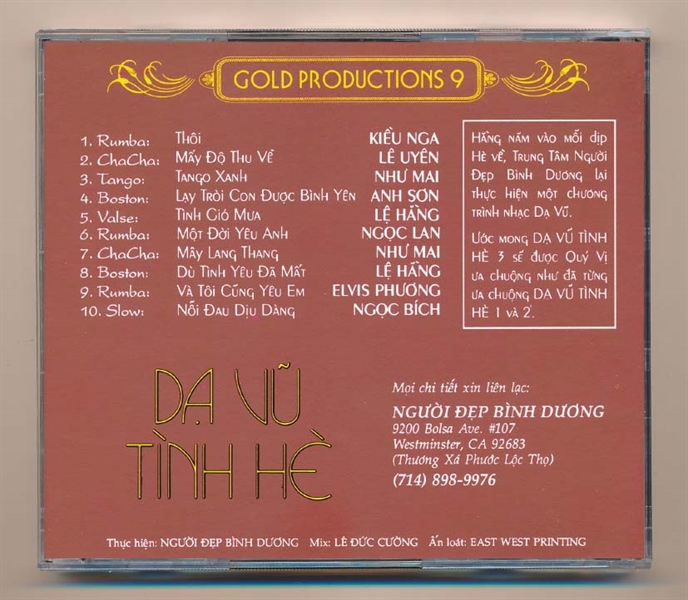 GOLD PRODUCTIONS 9
1. Rumba: THÔI KIỀU NGA
2. ChaCha: MẤY ĐỘ THU VỀ LÊ UYÊN
3. Tango: TANGO XANH NHƯ MAI
4. Boston: LẠY TRỜI CON ĐƯỢC BÌNH YÊN ANH SƠN
5. Valse: TÌNH GIÓ MƯA LỆ HẰNG
6. Rumba: MỘT ĐỜI YÊU ANH NGỌC LAN
7. ChaCha: MÂY LANG THANG NHƯ MAI
8. Boston: DÙ TÌNH YÊU ĐÃ MẤT LỆ HẰNG
9. Rumba: VÀ TÔI CŨNG YÊU EM ELVIS PHƯƠNG
10. Slow: NỖI ĐAU DỊU DÀNG NGỌC BÍCH
HẰNG NĂM VÀO MỖI DỊP
HÈ VỀ, TRUNG TÂM NGƯỜI
ĐẸP BÌNH DƯƠNG LẠI
THỰC HIỆN MỘT CHƯƠNG
TRÌNH NHẠC DẠ VŨ.
ƯỚC MONG DẠ VŨ TÌNH
HÈ 3 SẼ ĐƯỢC QUÝ VỊ
ƯA CHUỘNG NHƯ ĐÃ TỪNG
ƯA CHUỘNG DẠ VŨ TÌNH
HÈ 1 VÀ 2.
DẠ VŨ
TÌNH HÈ
Mọi chi tiết xin liên lạc:
NGƯỜI ĐẸP BÌNH DƯƠNG
9200 Bolsa Ave. #107
Westminster, CA 92683
(Thương Xá Phước Lộc Thọ)
(714) 898-9976
Thực hiện: NGƯỜI ĐẸP BÌNH DƯƠNG Mix: LÊ ĐỨC CƯỜNG Ấn loát: EAST WEST PRINTING